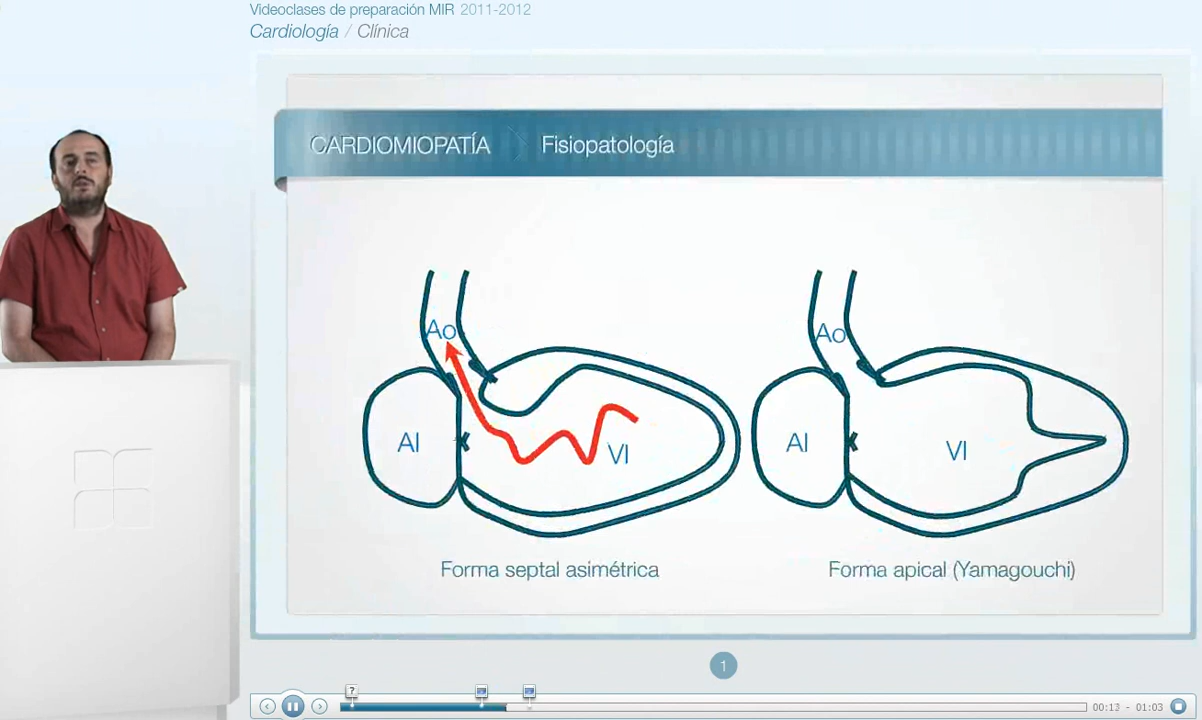 Videoclases de preparación MIR 2011-2012
Cardiología / Clínica
CARDIOMIOPATÍA Fisiopatología
Ao
Ao
AI
VI
AI
VI
Forma septal asimétrica
Forma apical (Yamagouchi)
1
?
00:13 - 01:03